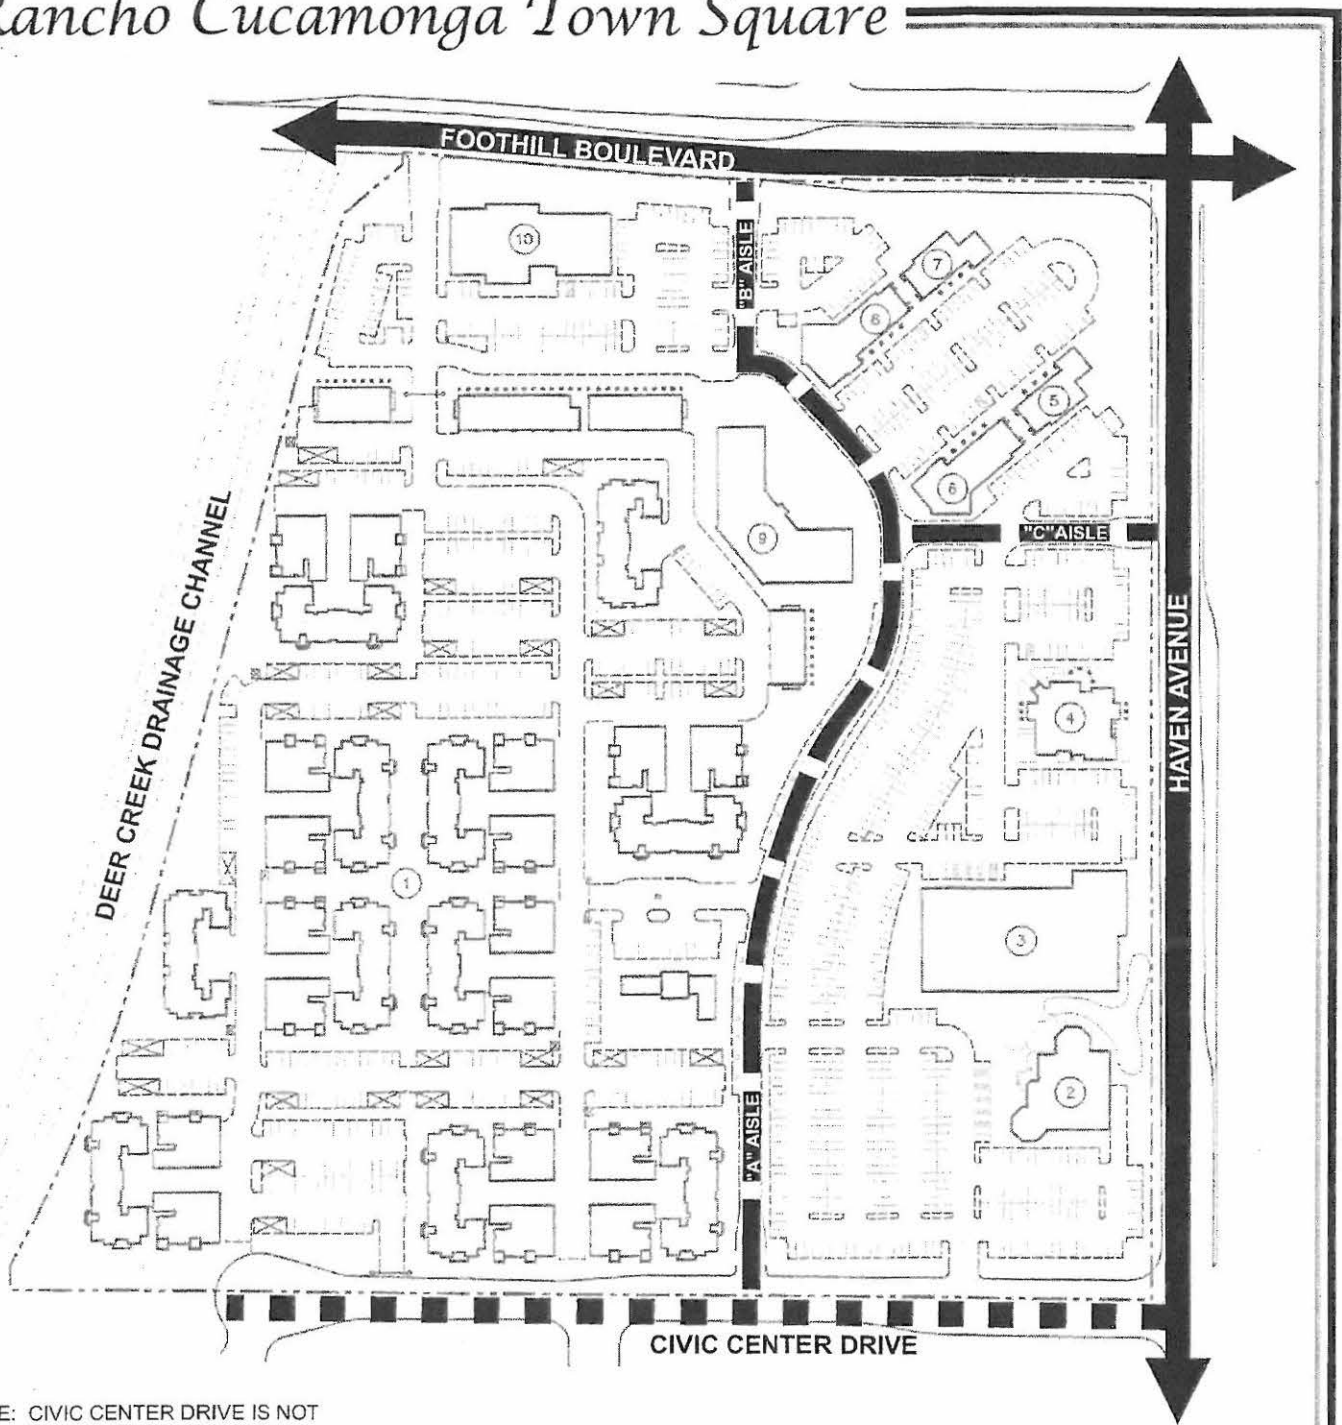 Rancho Cucamonga Town Square
FOOTHILL BOULEVARD
10
"B" AISLE
7
8
5
6
"C" AISLE
9
DEER CREEK DRAINAGE CHANNEL
HAVEN AVENUE
4
1
3
2
"A" AISLE
CIVIC CENTER DRIVE
E: CIVIC CENTER DRIVE IS NOT